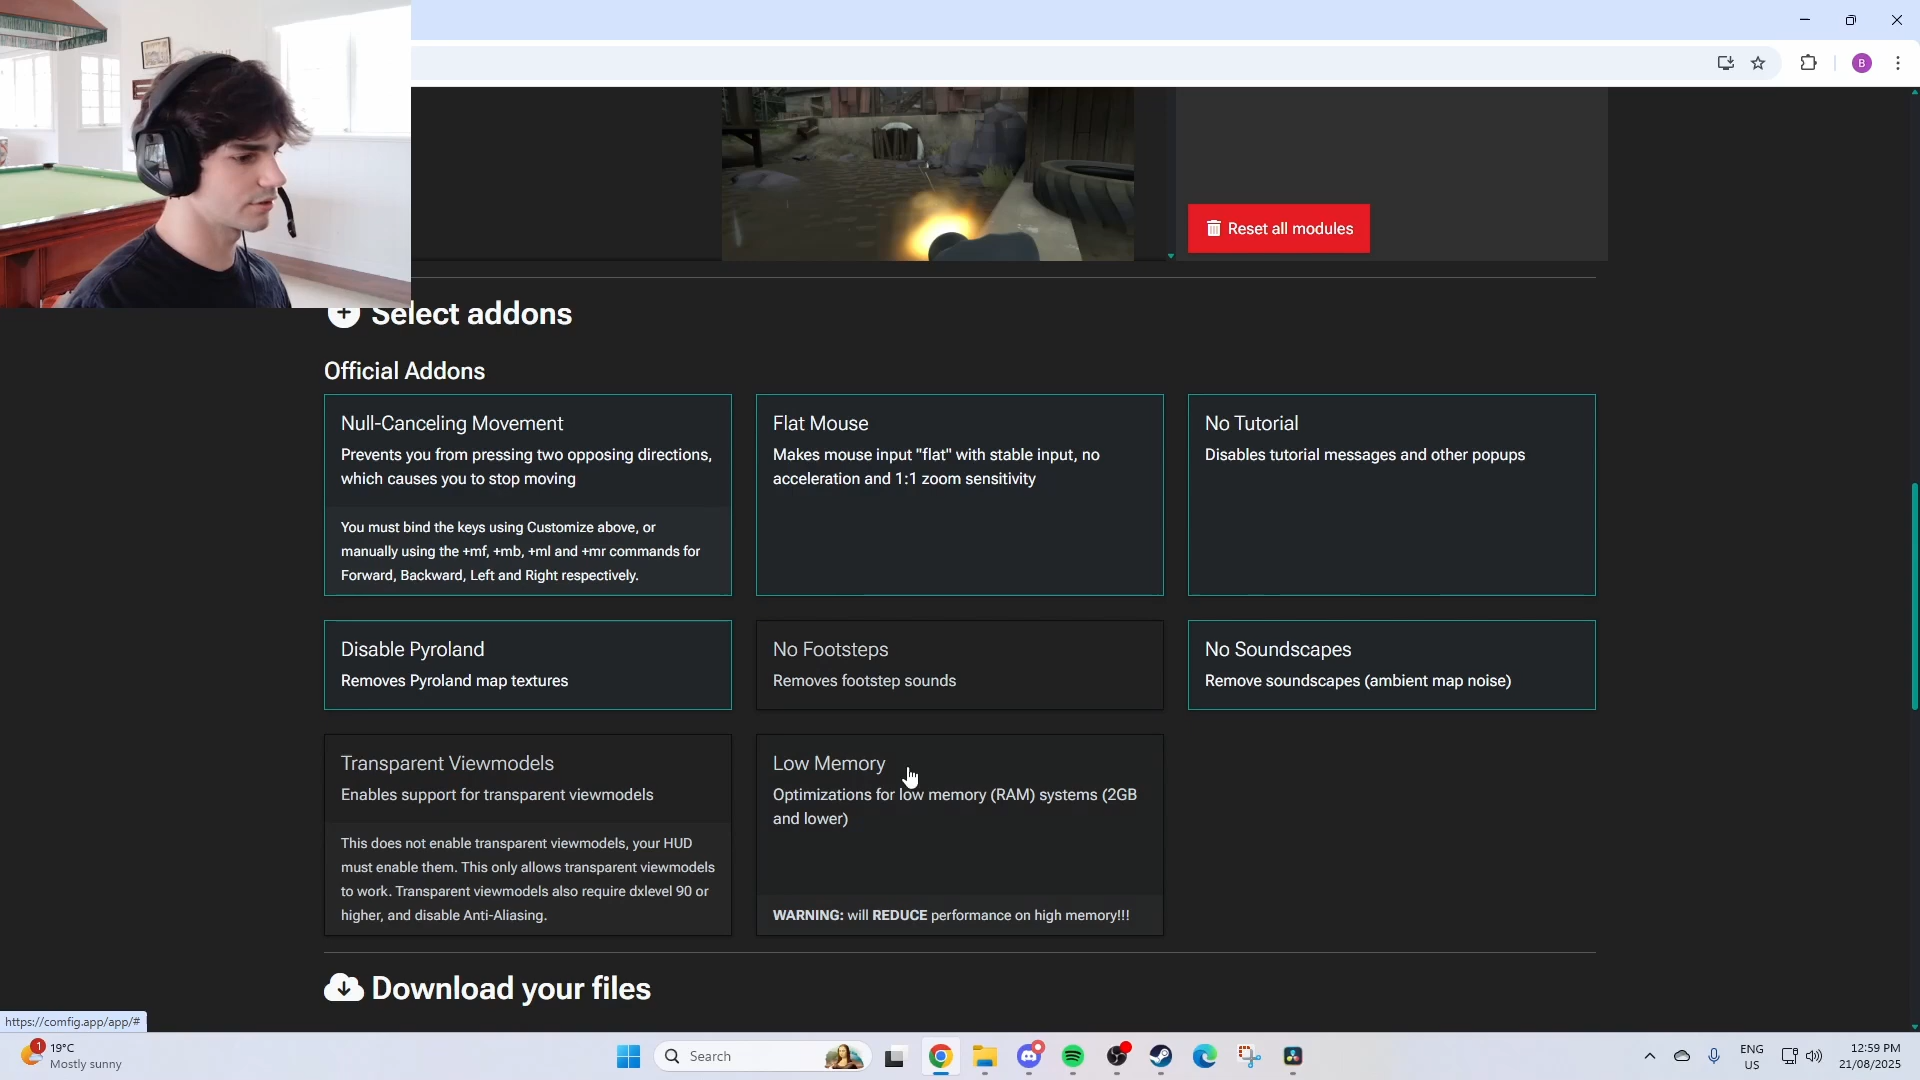 B
Reset all modules
Select addons
Official Addons
Null-Canceling Movement
Prevents you from pressing two opposing directions,
which causes you to stop moving
You must bind the keys using Customize above, or
manually using the +mf, +mb, +ml and +mr commands for
Forward, Backward, Left and Right respectively.
Flat Mouse
Makes mouse input "flat" with stable input, no
acceleration and 1:1 zoom sensitivity
No Tutorial
Disables tutorial messages and other popups
Disable Pyroland
Removes Pyroland map textures
No Footsteps
Removes footstep sounds
No Soundscapes
Remove soundscapes (ambient map noise)
Transparent Viewmodels
Enables support for transparent viewmodels
This does not enable transparent viewmodels, your HUD
must enable them. This only allows transparent viewmodels
to work. Transparent viewmodels also require dxlevel 90 or
higher, and disable Anti-Aliasing.
Low Memory
Optimizations for low memory (RAM) systems (2GB
and lower)
WARNING: will REDUCE performance on high memory!!!
Download your files
https://comfig.app/app/#
1
19°C
Mostly sunny
Search
ENG
US
12:59 PM
21/08/2025